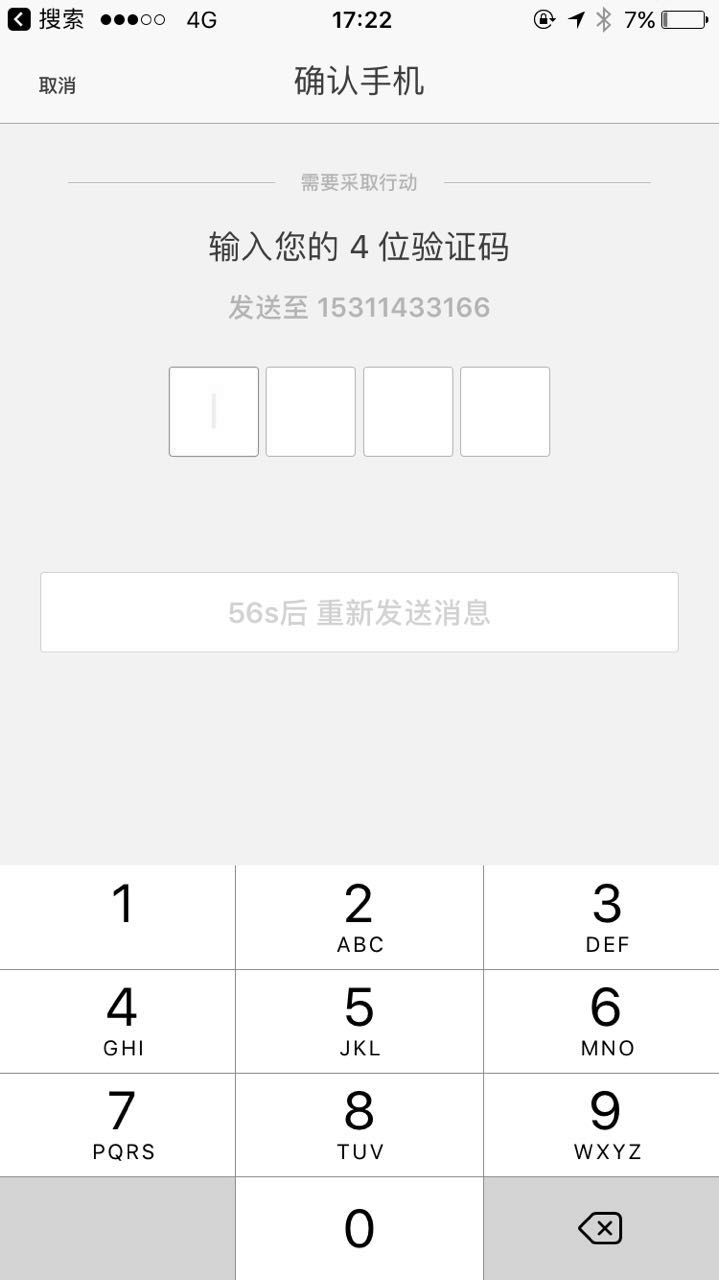 搜索 4G 17:22 7%
取消 确认手机
需要采取行动
输入您的 4 位验证码
发送至 15311433166
56s后 重新发送消息
1 2 3
ABC DEF
4 5 6
GHI JKL MNO
7 8 9
PQRS TUV WXYZ
0